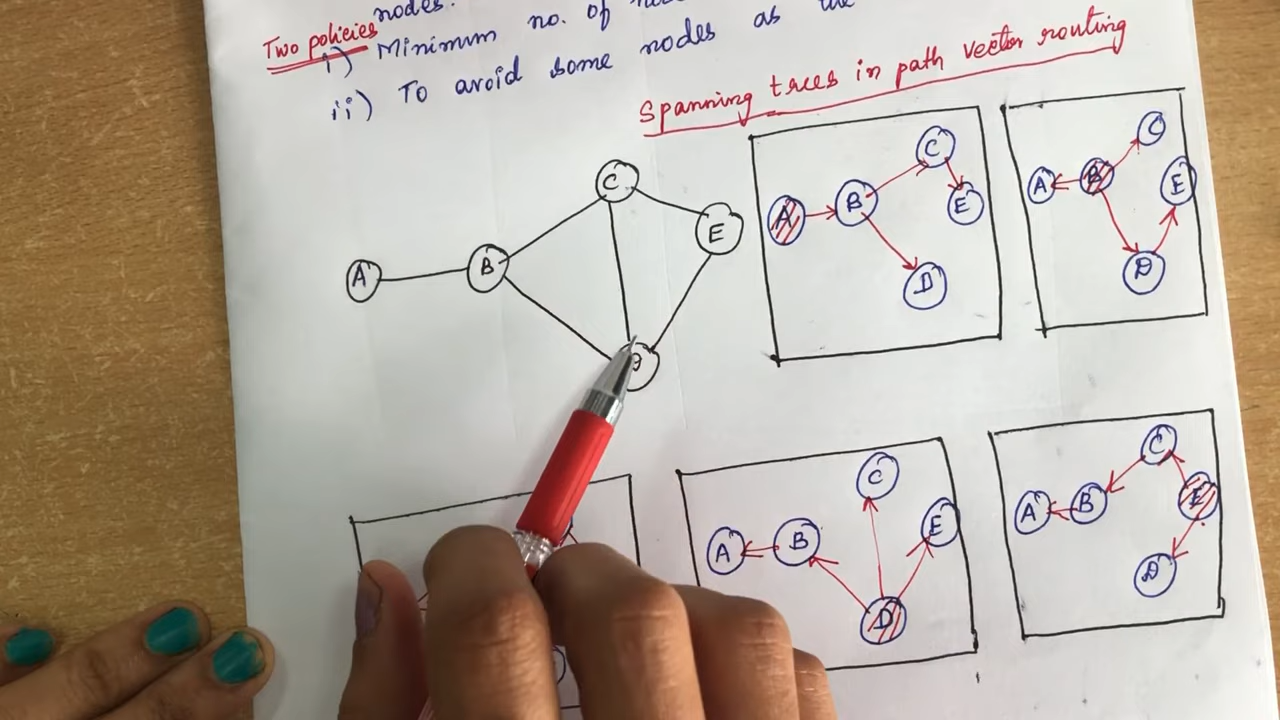 nodes.
Two policies
i) Minimum no. of
ii) To avoid some nodes as the
Spanning trees in path vector routing
A B C D E
A B C E D
A B C E D
A B C E D
A B C E D